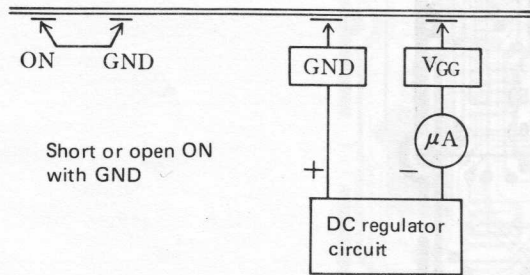 ON GND
GND
VGG
μA
Short or open ON
with GND
+ −
DC regulator
circuit